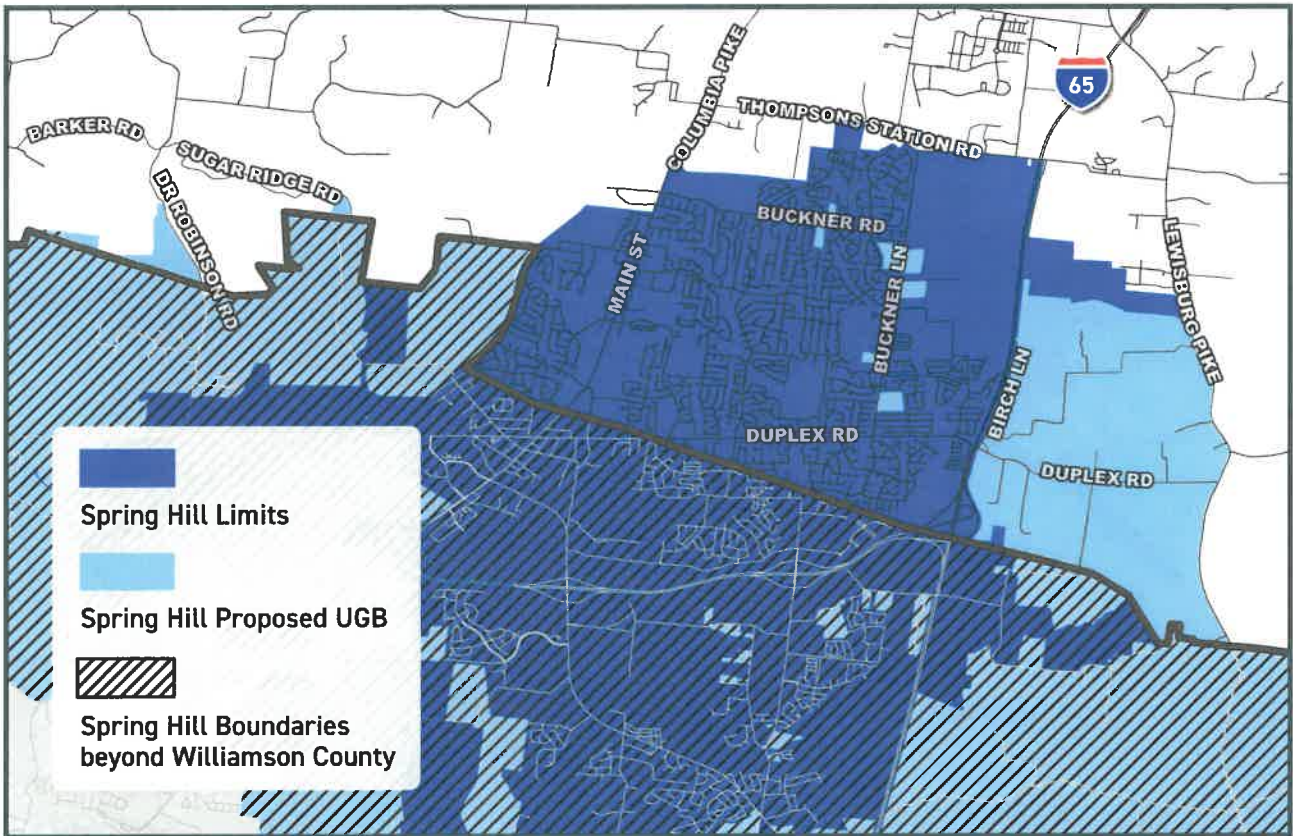 COLUMBIA PIKE
65
THOMPSONS STATION RD
BARKER RD
SUGAR RIDGE RD
DR ROBINSON RD
BUCKNER RD
MAIN ST
BUCKNER LN
LEWISBURG PIKE
BIRCH LN
DUPLEX RD
DUPLEX RD
Spring Hill Limits
Spring Hill Proposed UGB
Spring Hill Boundaries
beyond Williamson County